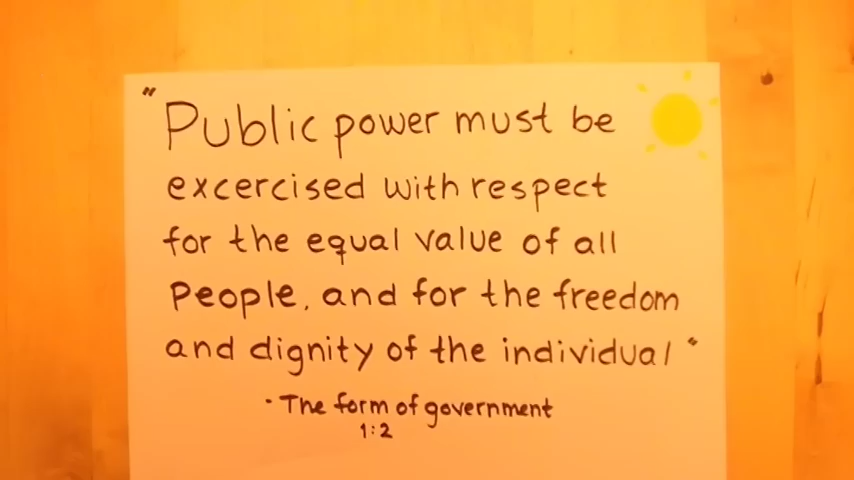 "Public power must be
excercised with respect
for the equal value of all
People, and for the freedom
and dignity of the individual"
· The form of government
1:2